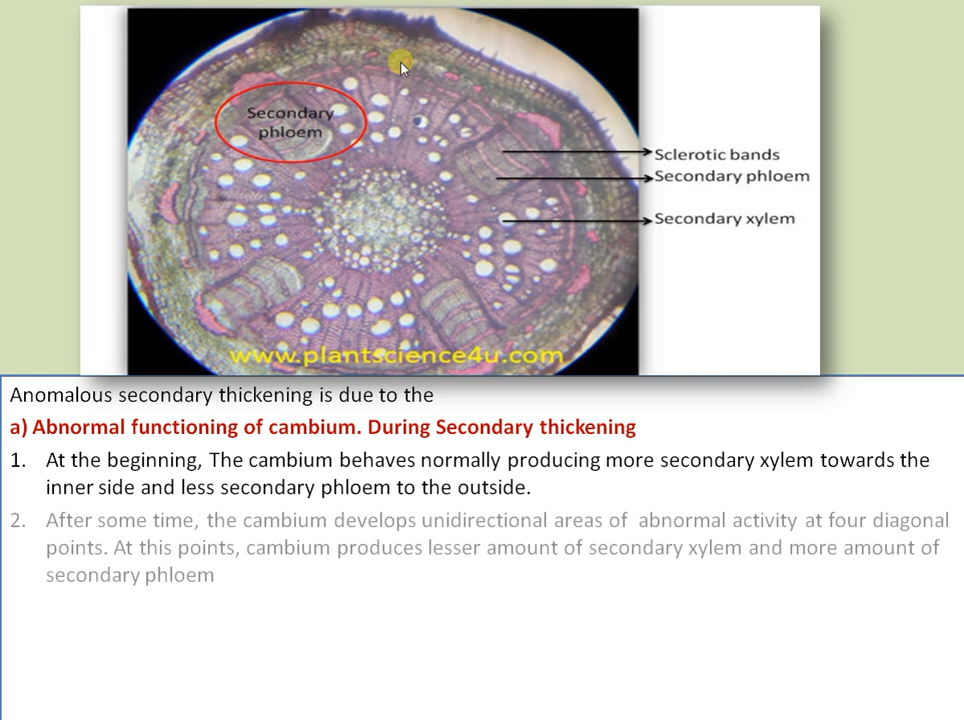 Secondary
phloem
Sclerotic bands
Secondary phloem
Secondary xylem
www.plantscience4u.com
Anomalous secondary thickening is due to the
a) Abnormal functioning of cambium. During Secondary thickening
1. At the beginning, The cambium behaves normally producing more secondary xylem towards the
inner side and less secondary phloem to the outside.
2. After some time, the cambium develops unidirectional areas of abnormal activity at four diagonal
points. At this points, cambium produces lesser amount of secondary xylem and more amount of
secondary phloem